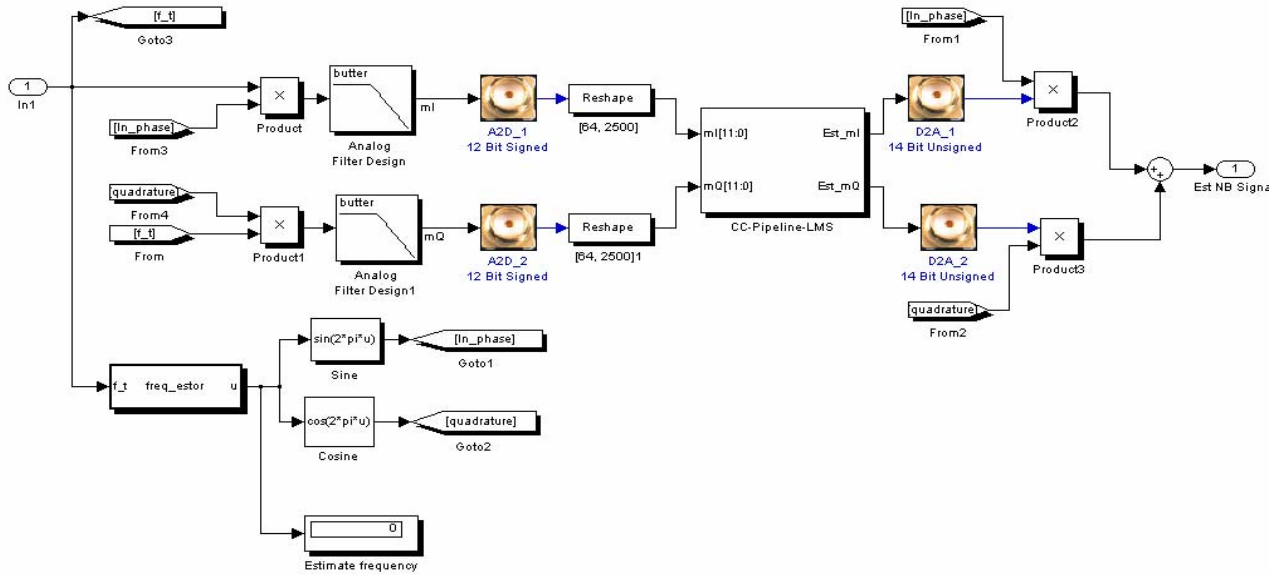 [f_t]
Goto3
1
In1
[In_phase]
From3
×
Product
butter
Analog
Filter Design
mI
A2D_1
12 Bit Signed
Reshape
[64, 2500]
quadrature]
From4
[f_t]
From
×
Product1
butter
Analog
Filter Design1
mQ
A2D_2
12 Bit Signed
Reshape
[64, 2500]1
mI[11:0]
Est_mI
mQ[11:0]
Est_mQ
CC-Pipeline-LMS
[In_phase]
From1
D2A_1
14 Bit Unsigned
×
Product2
D2A_2
14 Bit Unsigned
×
Product3
[quadrature]
From2
+
+
1
Est NB Signa
f_t freq_estor u
sin(2*pi*u)
Sine
[In_phase]
Goto1
cos(2*pi*u)
Cosine
[quadrature]
Goto2
0
Estimate frequency